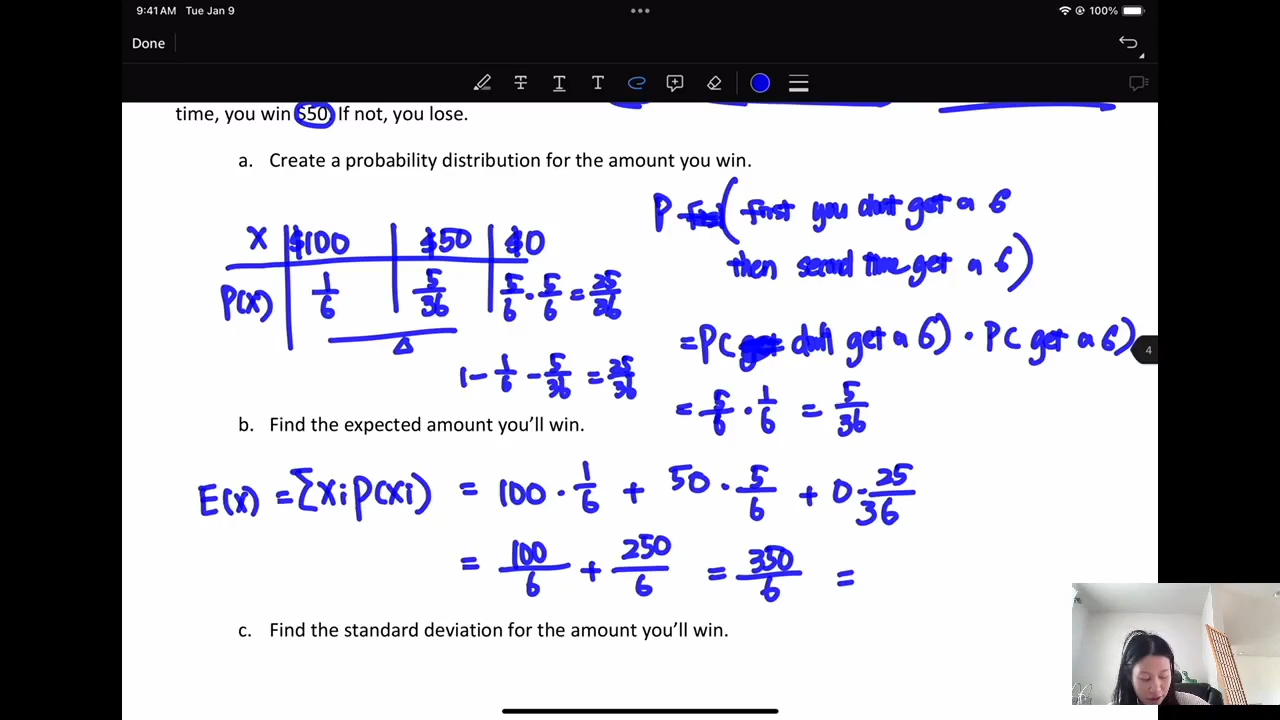 9:41 AM Tue Jan 9
100%
Done
time, you win $50. If not, you lose.
a. Create a probability distribution for the amount you win.
P ( first you don't get a 6
then second time get a 6 )
X $100 $50 $0
P(X) 1/6 5/36 5/6 · 5/6 = 25/36
1 - 1/6 - 5/36 = 25/36
= P( don't get a 6) · P( get a 6)
4
= 5/6 · 1/6 = 5/36
b. Find the expected amount you'll win.
E(X) = Σ xi p(xi) = 100 · 1/6 + 50 · 5/6 + 0 · 25/36
= 100/6 + 250/6 = 350/6 =
c. Find the standard deviation for the amount you'll win.